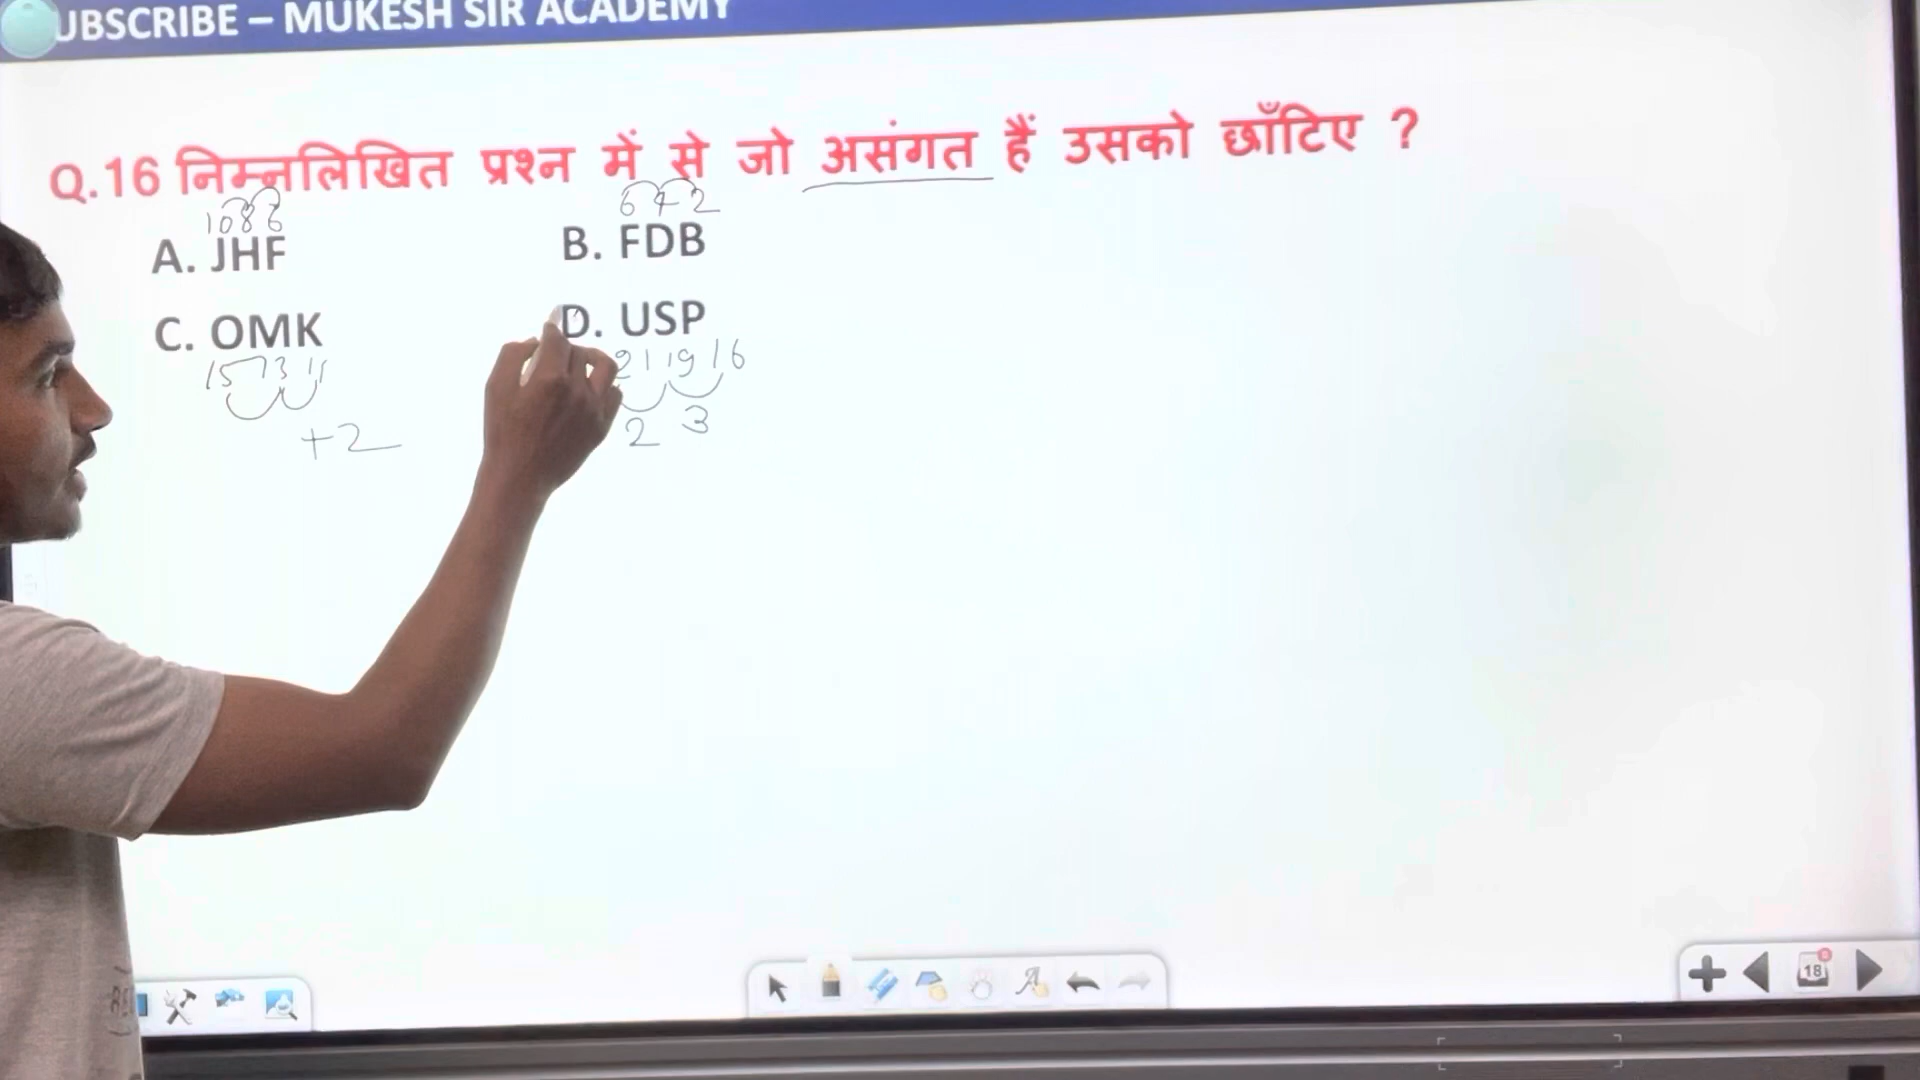 UBSCRIBE – MUKESH SIR ACADEMY
Q.16 निम्नलिखित प्रश्न में से जो असंगत हैं उसको छाँटिए ?
10 8 6
6 4 2
A. JHF
B. FDB
C. OMK
D. USP
15 13 11
21 19 16
+2
2 3
18